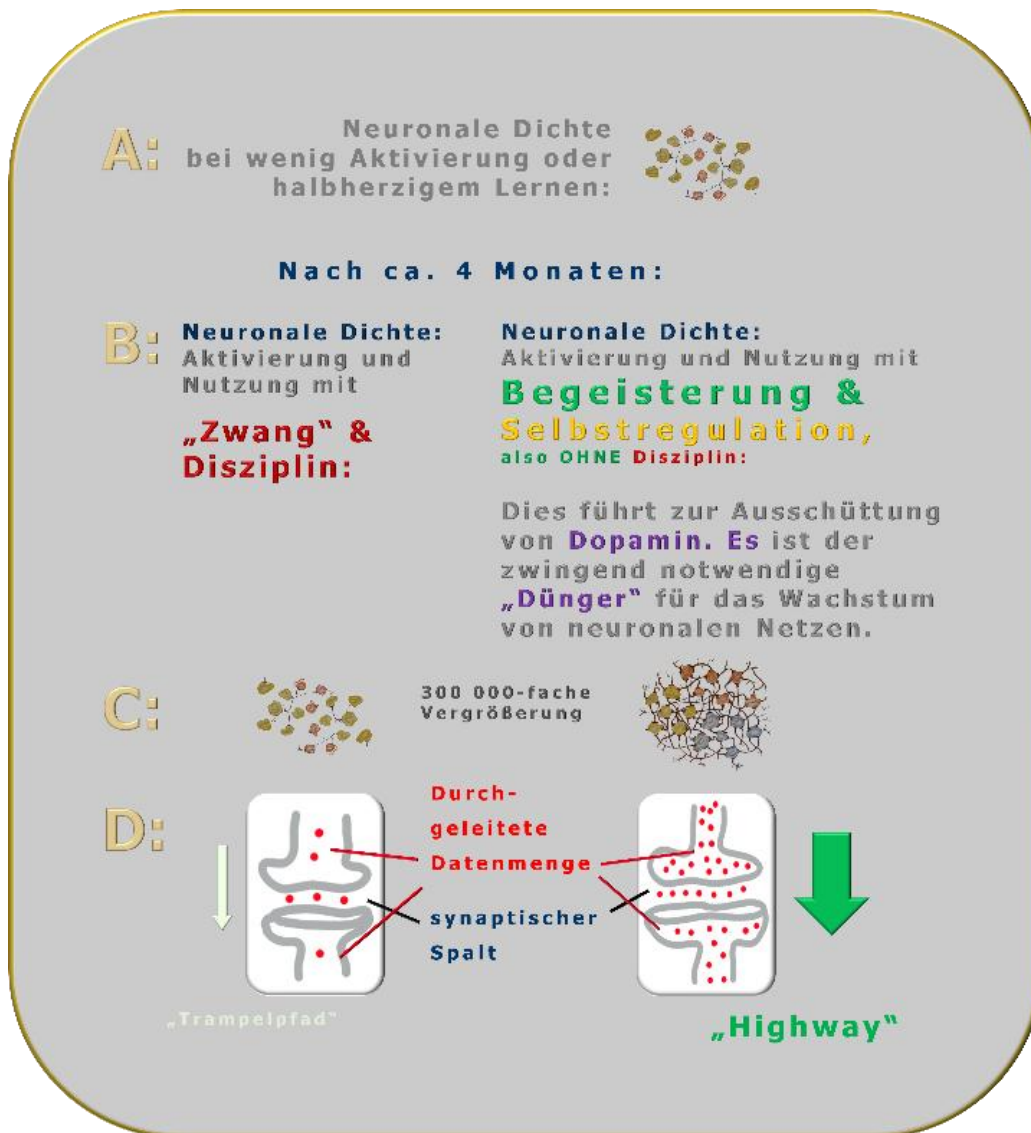 A:
Neuronale Dichte
bei wenig Aktivierung oder
halbherzigem Lernen:
Nach ca. 4 Monaten:
B:
Neuronale Dichte:
Aktivierung und
Nutzung mit
„Zwang“ &
Disziplin:
Neuronale Dichte:
Aktivierung und Nutzung mit
Begeisterung &
Selbstregulation,
also OHNE Disziplin:
Dies führt zur Ausschüttung
von Dopamin. Es ist der
zwingend notwendige
„Dünger“ für das Wachstum
von neuronalen Netzen.
C:
300 000-fache
Vergrößerung
D:
Durch-
geleitete
Datenmenge
synaptischer
Spalt
„Trampelpfad“
„Highway“